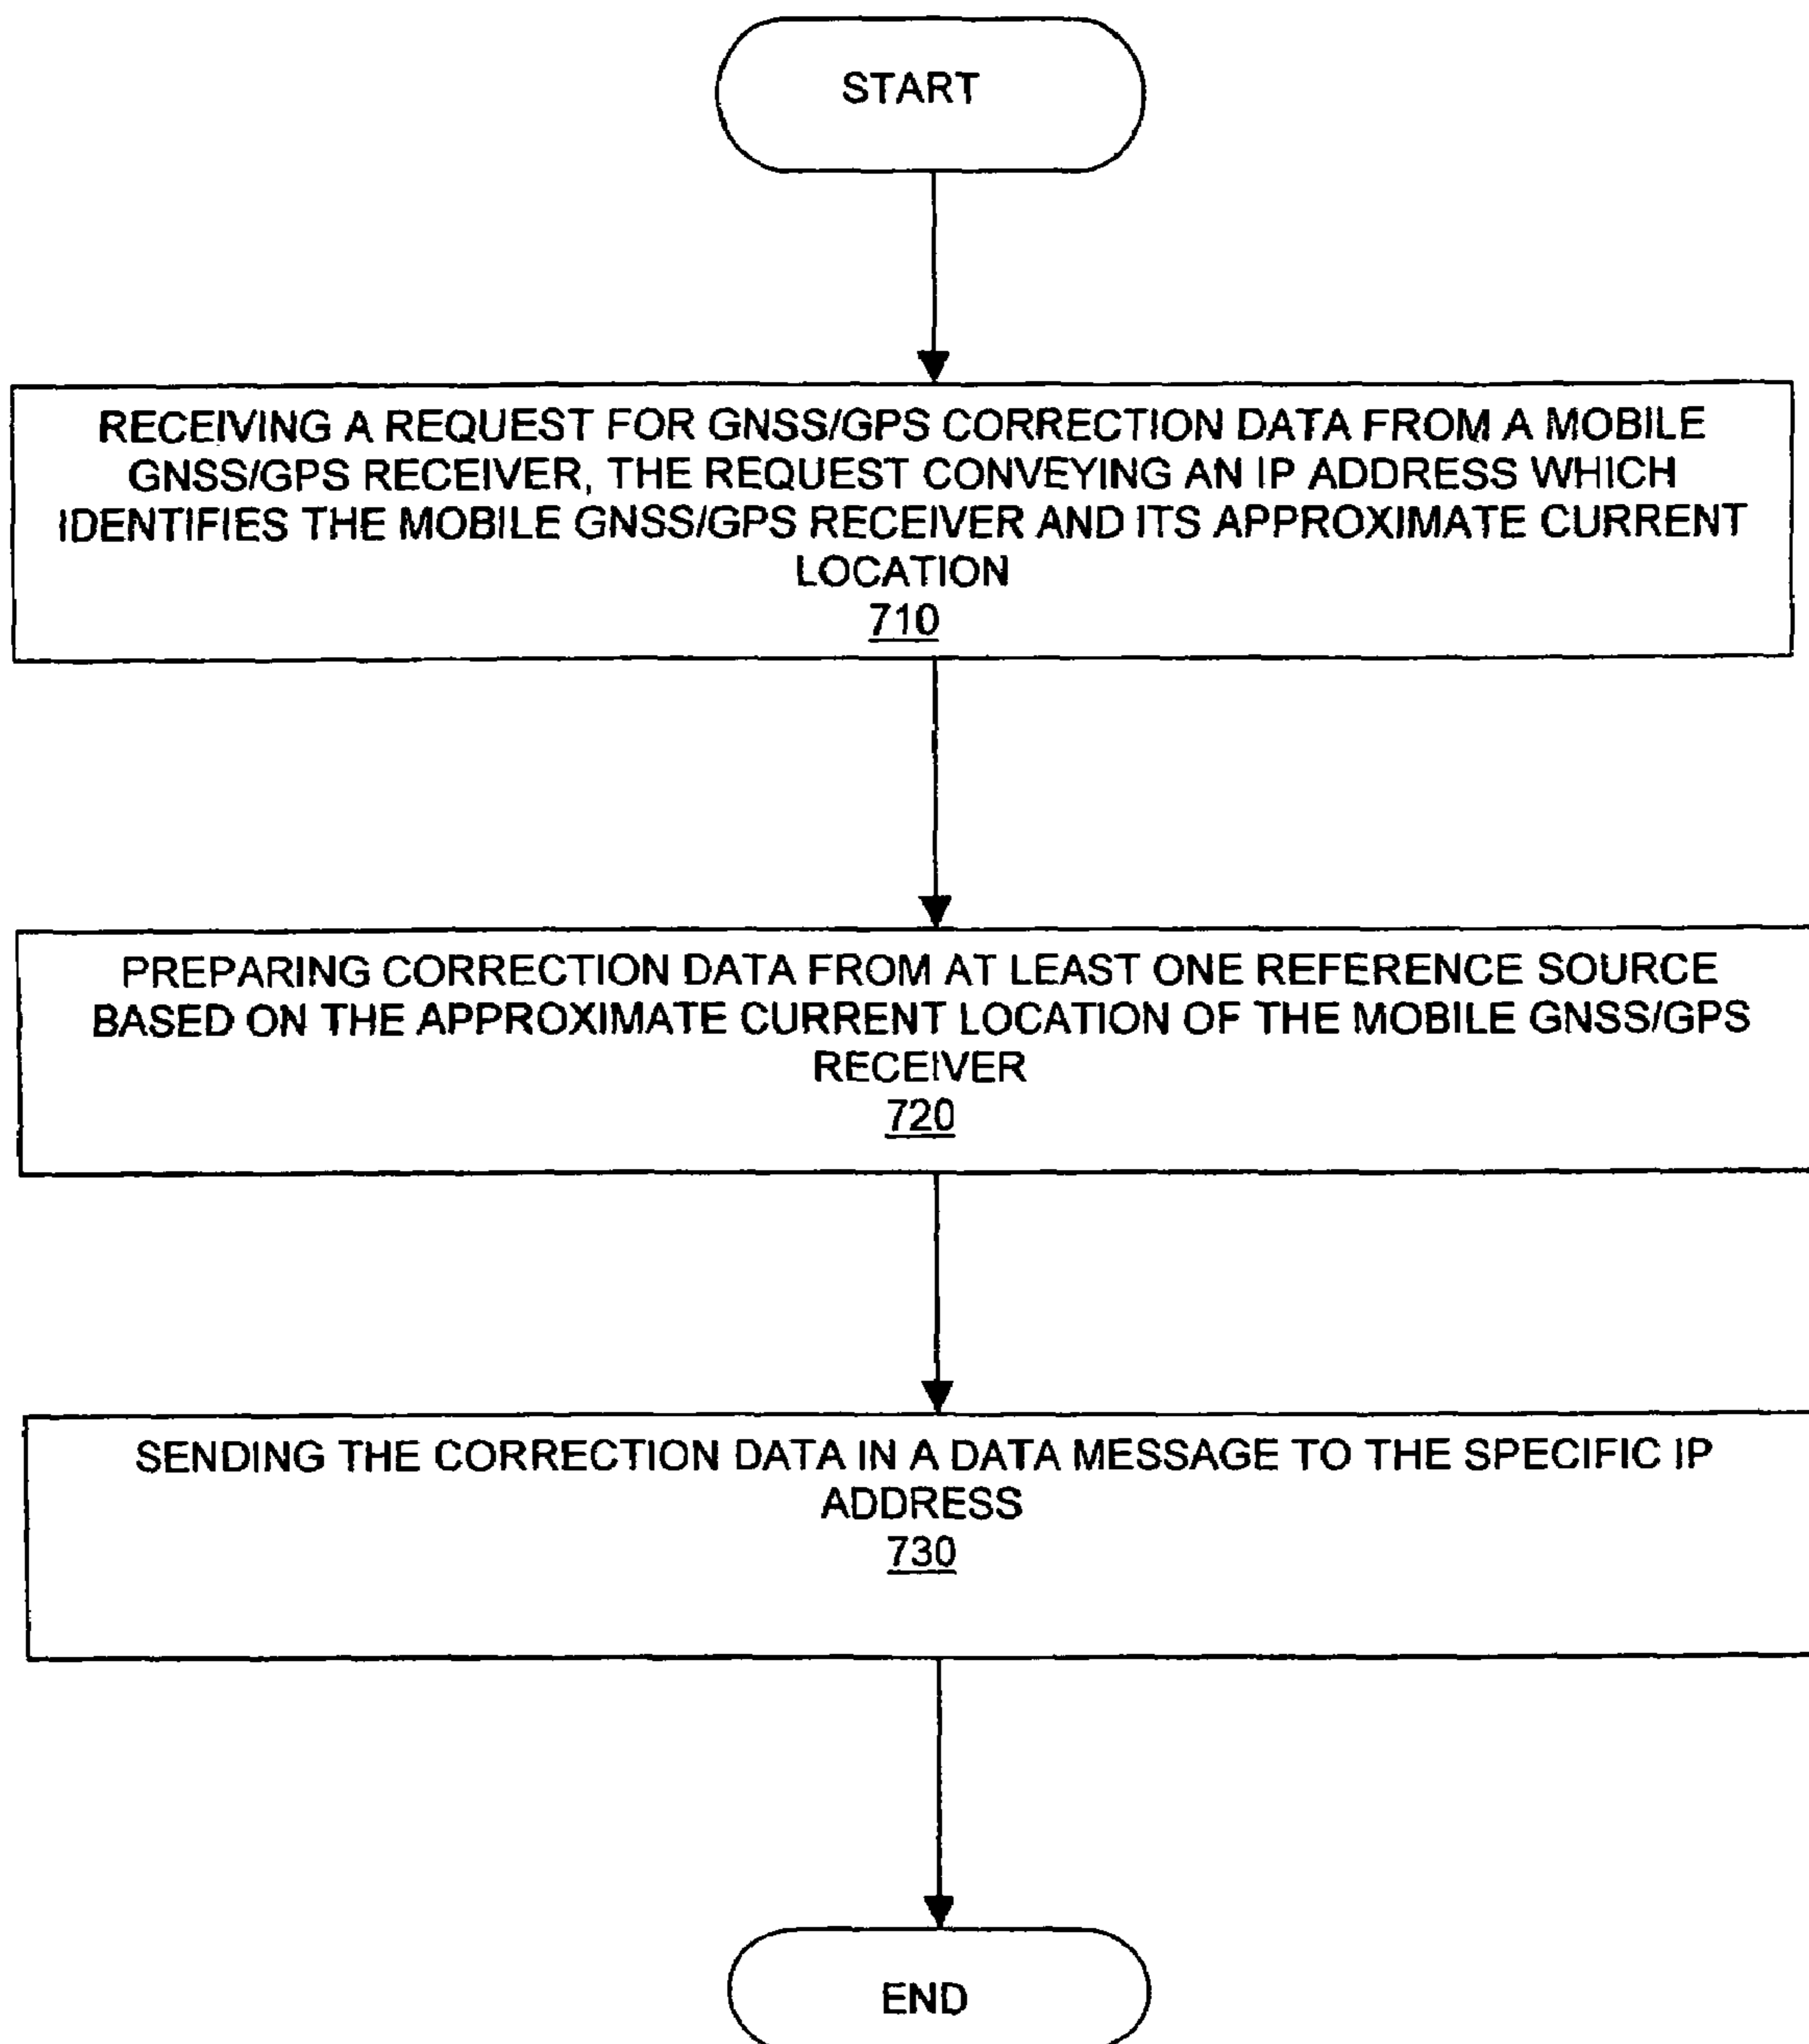 START
RECEIVING A REQUEST FOR GNSS/GPS CORRECTION DATA FROM A MOBILE
GNSS/GPS RECEIVER, THE REQUEST CONVEYING AN IP ADDRESS WHICH
IDENTIFIES THE MOBILE GNSS/GPS RECEIVER AND ITS APPROXIMATE CURRENT
LOCATION
710
PREPARING CORRECTION DATA FROM AT LEAST ONE REFERENCE SOURCE
BASED ON THE APPROXIMATE CURRENT LOCATION OF THE MOBILE GNSS/GPS
RECEIVER
720
SENDING THE CORRECTION DATA IN A DATA MESSAGE TO THE SPECIFIC IP
ADDRESS
730
END